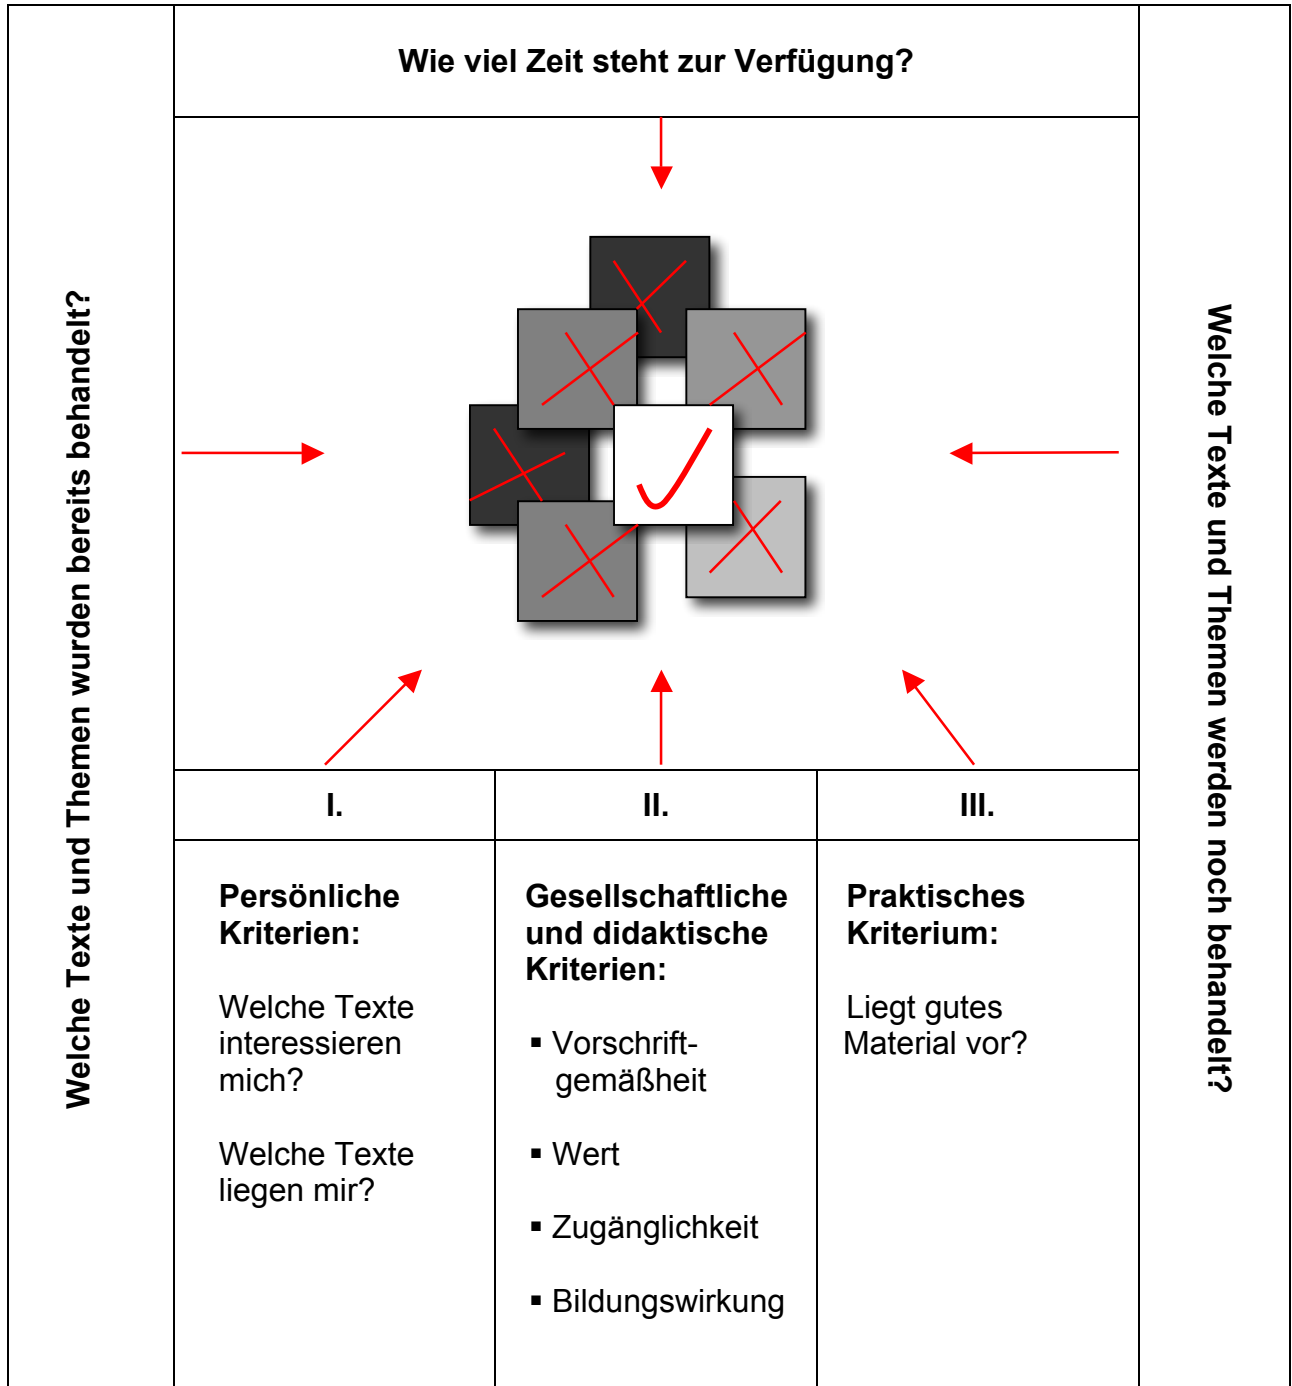 Wie viel Zeit steht zur Verfügung?
Welche Texte und Themen wurden bereits behandelt?
Welche Texte und Themen werden noch behandelt?
I.
Persönliche
Kriterien:
Welche Texte
interessieren
mich?
Welche Texte
liegen mir?
II.
Gesellschaftliche
und didaktische
Kriterien:
▪ Vorschrift-
gemäßheit
▪ Wert
▪ Zugänglichkeit
▪ Bildungswirkung
III.
Praktisches
Kriterium:
Liegt gutes
Material vor?